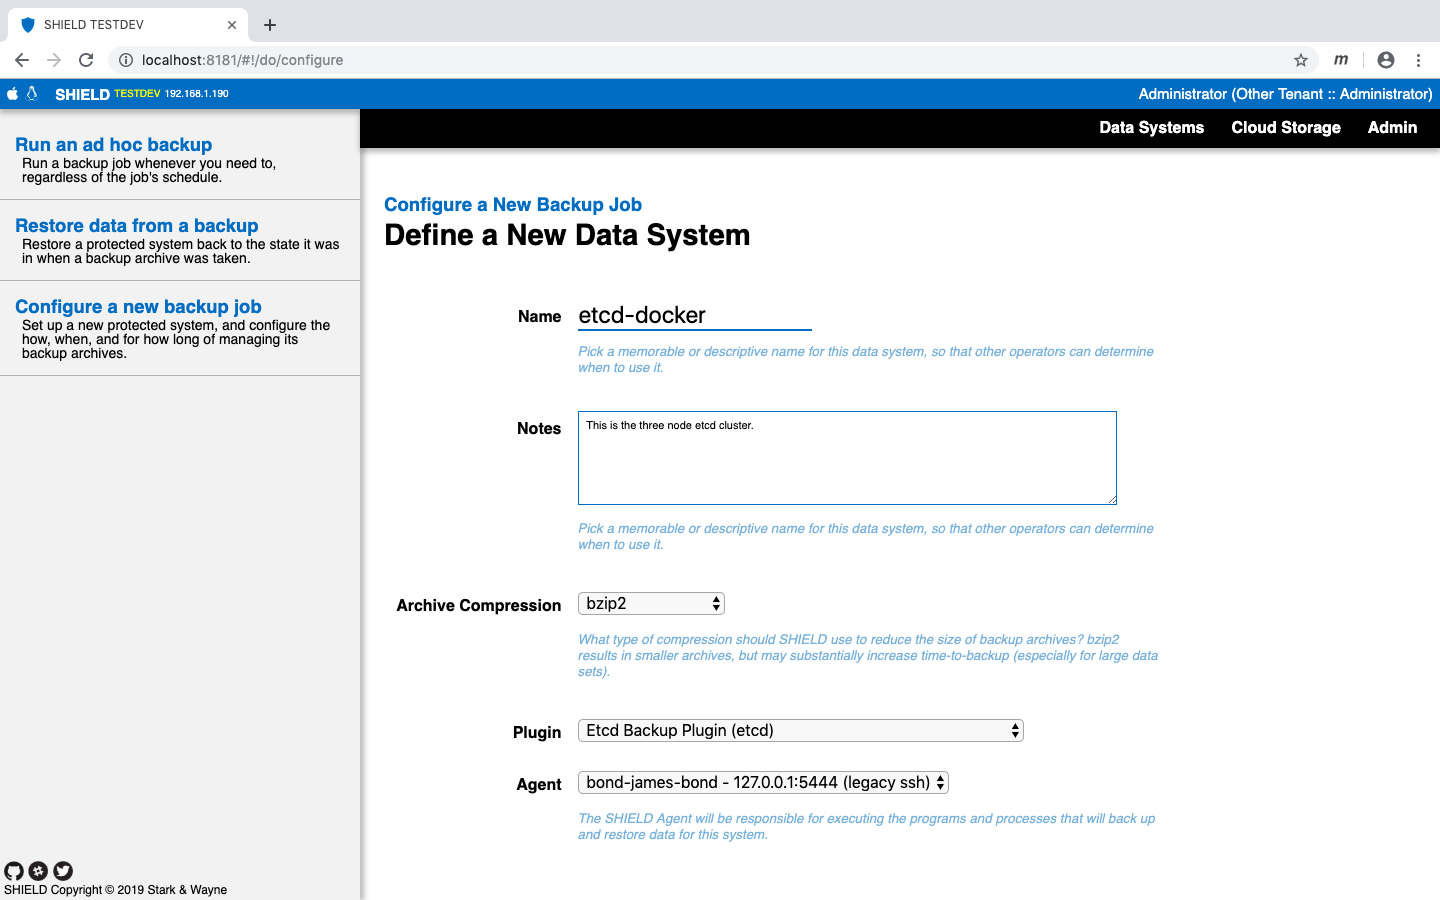 SHIELD TESTDEV
localhost:8181/#!/do/configure
m
SHIELD TESTDEV 192.168.1.190
Administrator (Other Tenant :: Administrator)
Data Systems Cloud Storage Admin
Run an ad hoc backup
Run a backup job whenever you need to,
regardless of the job's schedule.
Restore data from a backup
Restore a protected system back to the state it was
in when a backup archive was taken.
Configure a new backup job
Set up a new protected system, and configure the
how, when, and for how long of managing its
backup archives.
Configure a New Backup Job
Define a New Data System
Name etcd-docker
Pick a memorable or descriptive name for this data system, so that other operators can determine
when to use it.
Notes This is the three node etcd cluster.
Pick a memorable or descriptive name for this data system, so that other operators can determine
when to use it.
Archive Compression bzip2
What type of compression should SHIELD use to reduce the size of backup archives? bzip2
results in smaller archives, but may substantially increase time-to-backup (especially for large data
sets).
Plugin Etcd Backup Plugin (etcd)
Agent bond-james-bond - 127.0.0.1:5444 (legacy ssh)
The SHIELD Agent will be responsible for executing the programs and processes that will back up
and restore data for this system.
SHIELD Copyright © 2019 Stark & Wayne